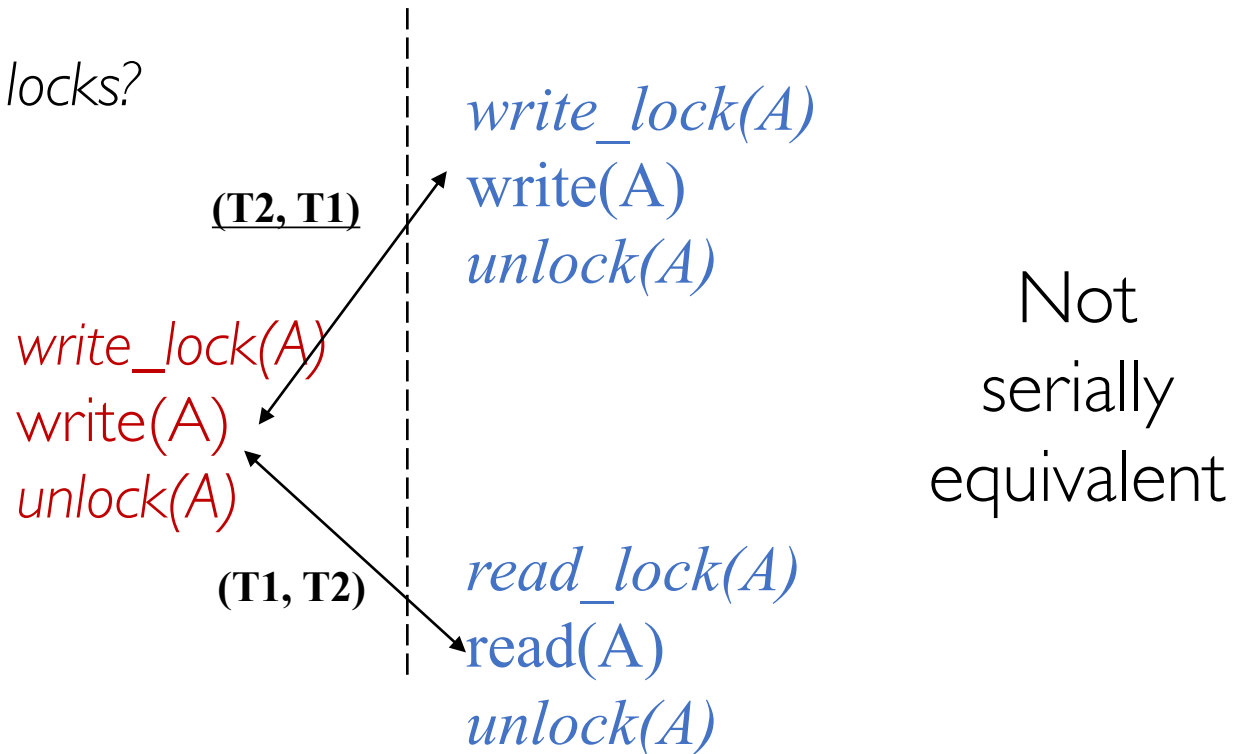 locks?
write_lock(A)
write(A)
unlock(A)
(T2, T1)
write_lock(A)
write(A)
unlock(A)
(T1, T2)
read_lock(A)
read(A)
unlock(A)
Not
serially
equivalent